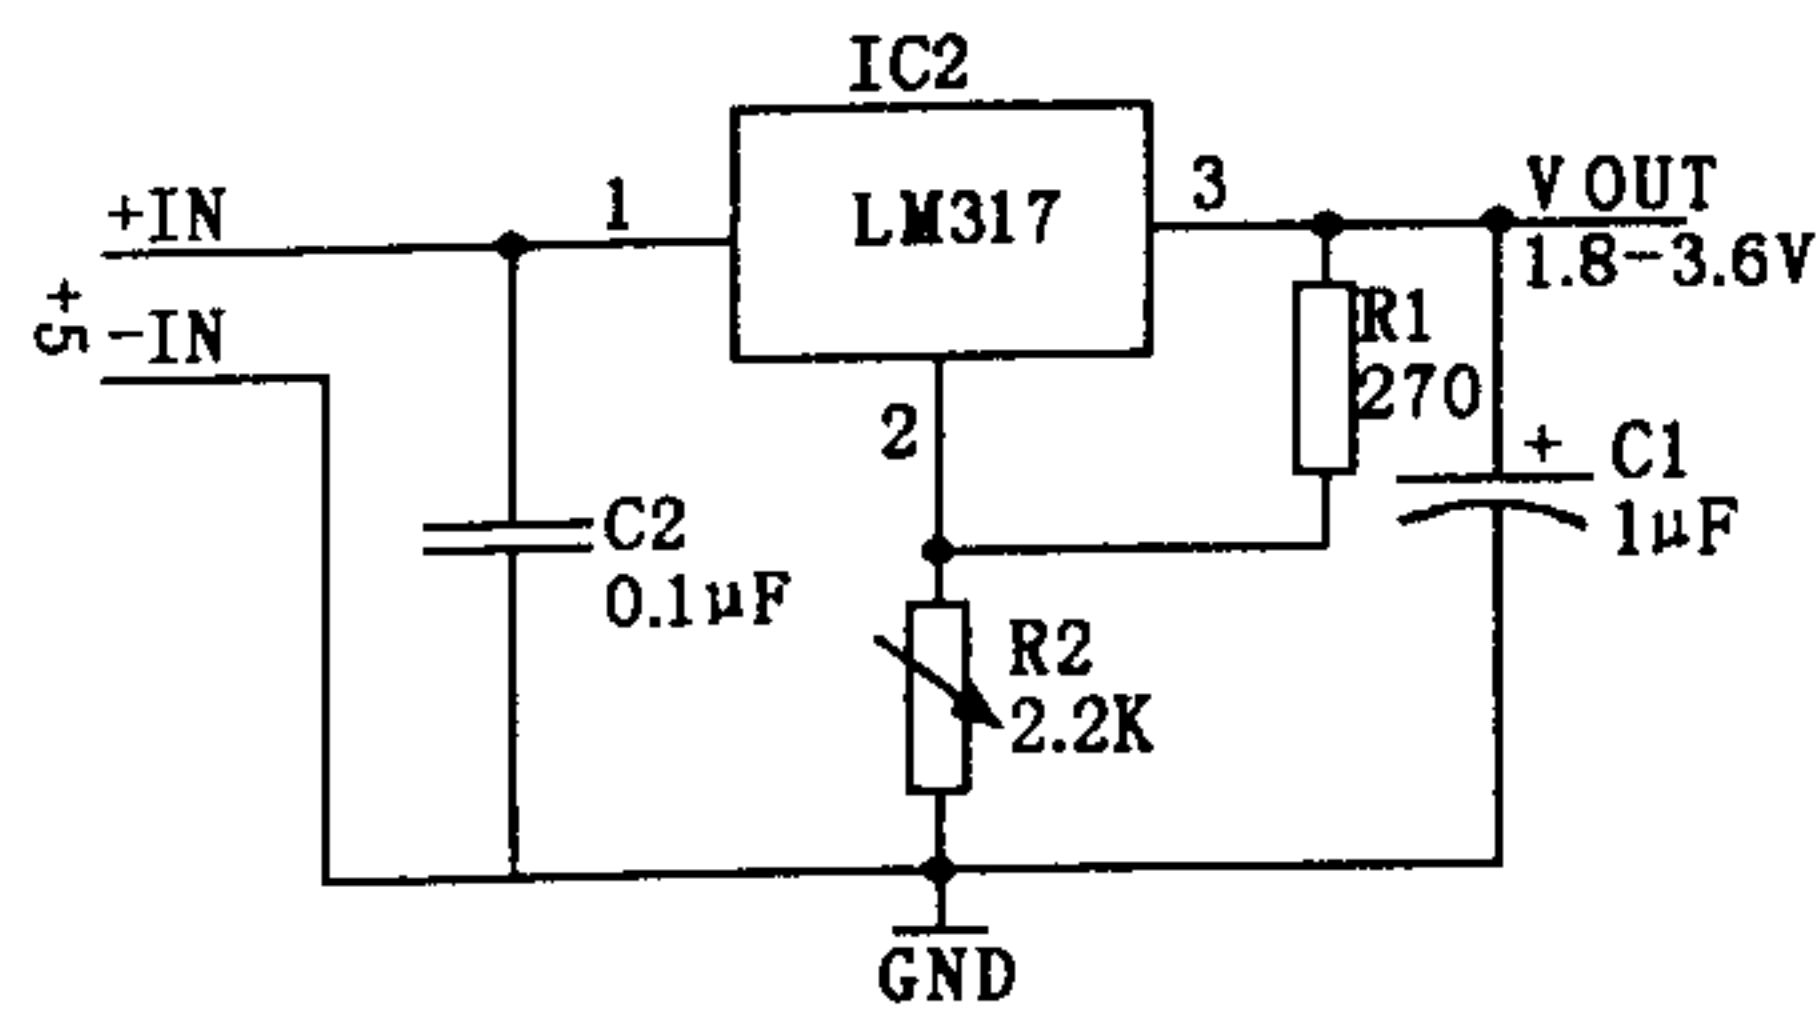 IC2
LM317
+IN
1
3
V OUT
1.8-3.6V
+5
-IN
R1
270
2
+
C1
1μF
C2
0.1μF
R2
2.2K
GND